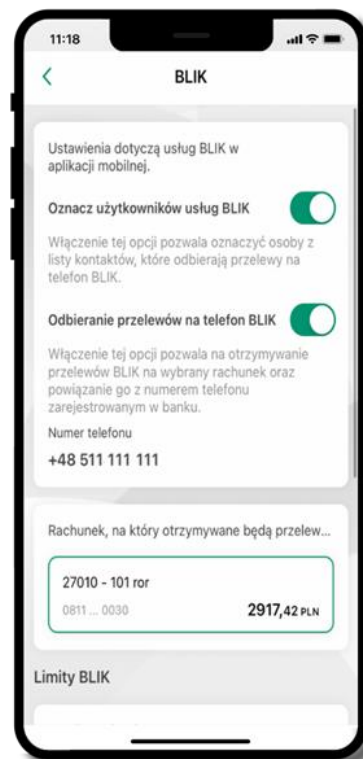 11:18
BLIK
Ustawienia dotyczą usług BLIK w
aplikacji mobilnej.
Oznacz użytkowników usług BLIK
Włączenie tej opcji pozwala oznaczyć osoby z
listy kontaktów, które odbierają przelewy na
telefon BLIK.
Odbieranie przelewów na telefon BLIK
Włączenie tej opcji pozwala na otrzymywanie
przelewów BLIK na wybrany rachunek oraz
powiązanie go z numerem telefonu
zarejestrowanym w banku.
Numer telefonu
+48 511 111 111
Rachunek, na który otrzymywane będą przelew...
27010 - 101 ror
0811 ... 0030 2917,42 PLN
Limity BLIK